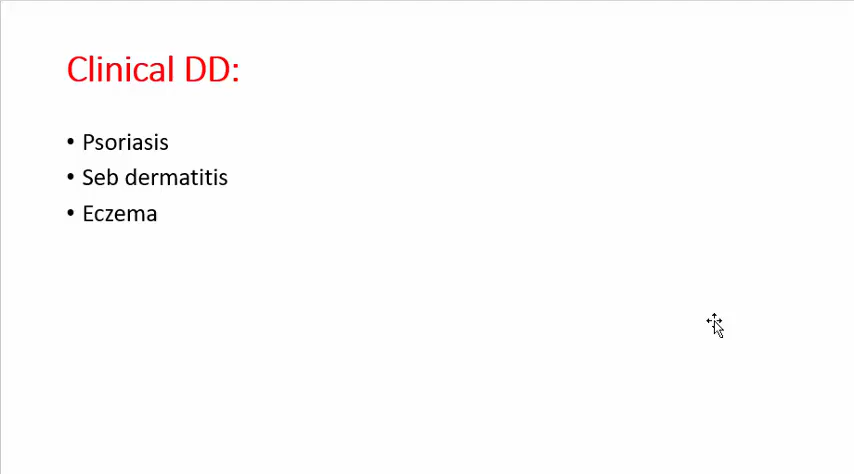 Clinical DD:
• Psoriasis
• Seb dermatitis
• Eczema